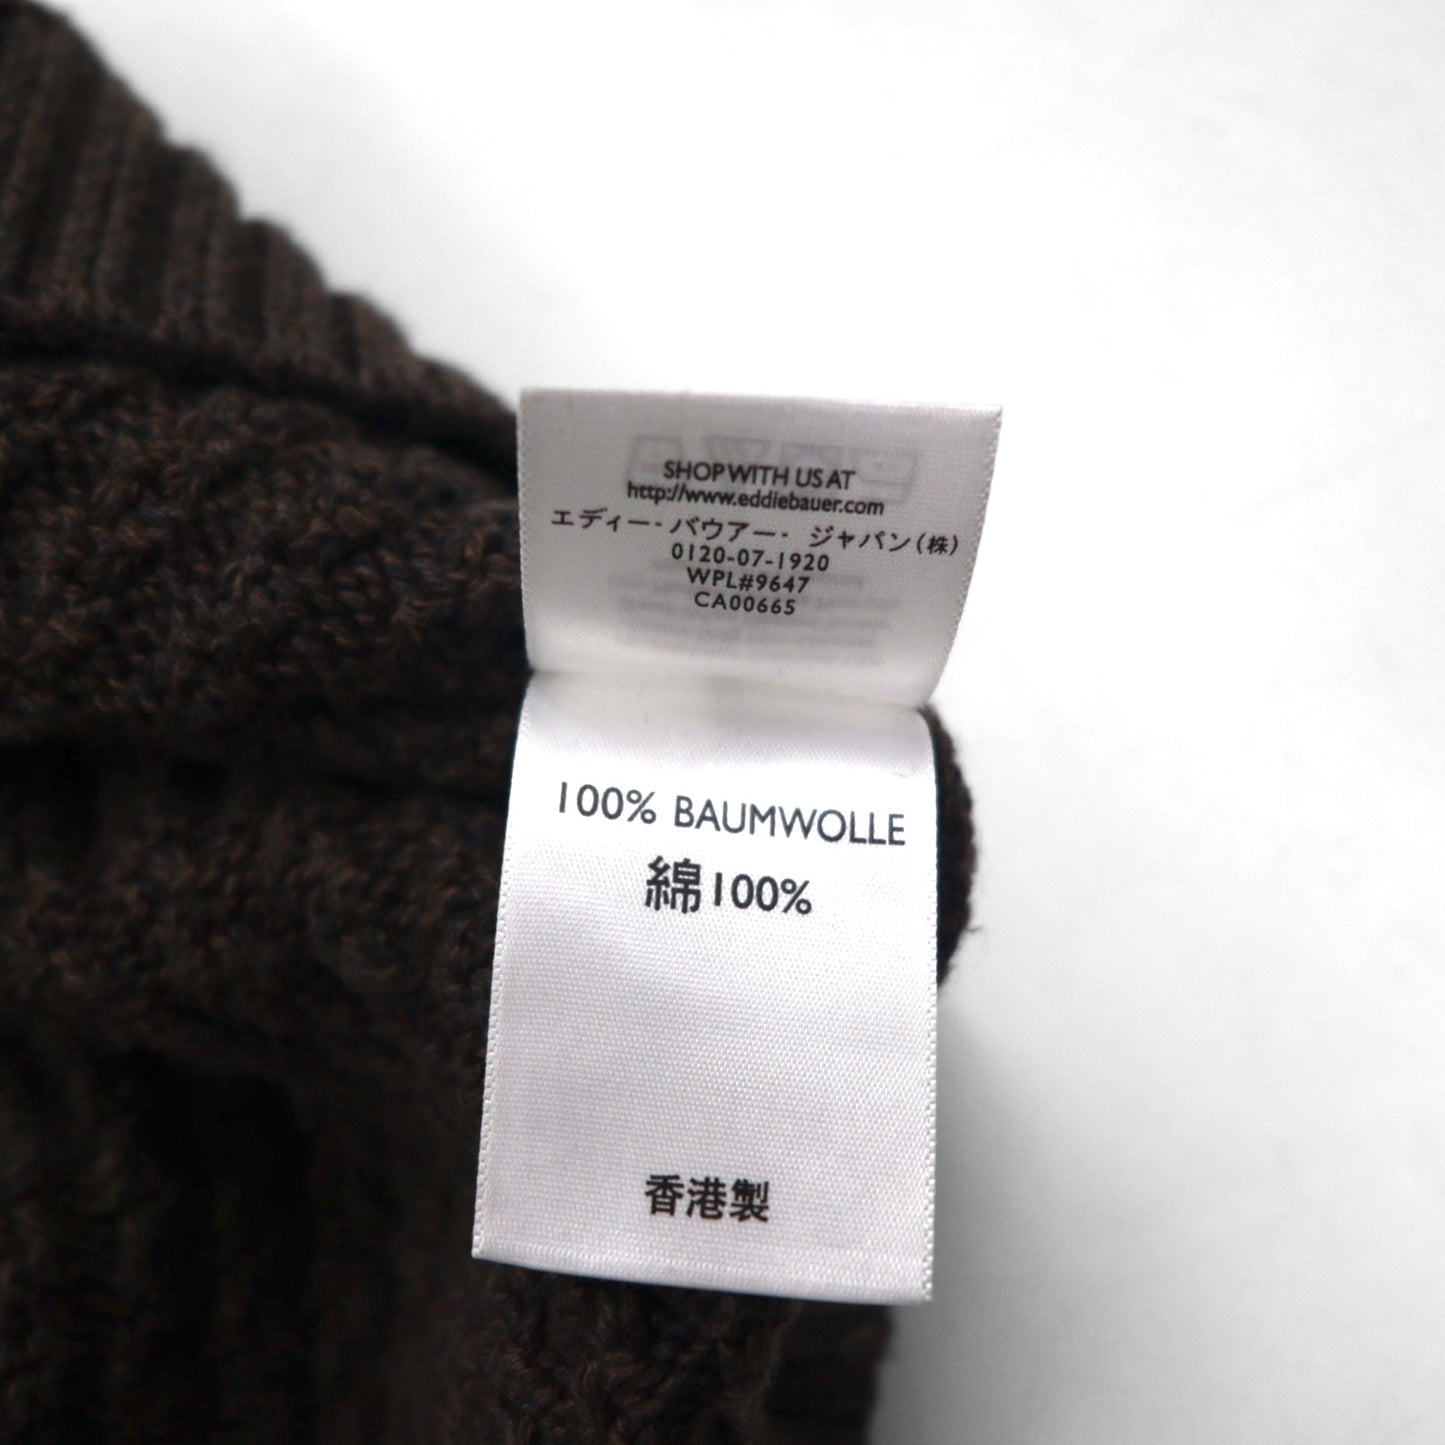 SHOP WITH US AT
http://www.eddiebauer.com
エディー・バウアー・ジャパン(株)
0120-07-1920
WPL#9647
CA00665
100% BAUMWOLLE
綿100%
香港製